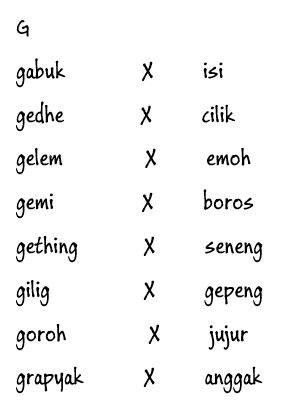 G
gabuk X isi
gedhe X cilik
gelem X emoh
gemi X boros
gething X seneng
gilig X gepeng
goroh X jujur
grapyak X anggak